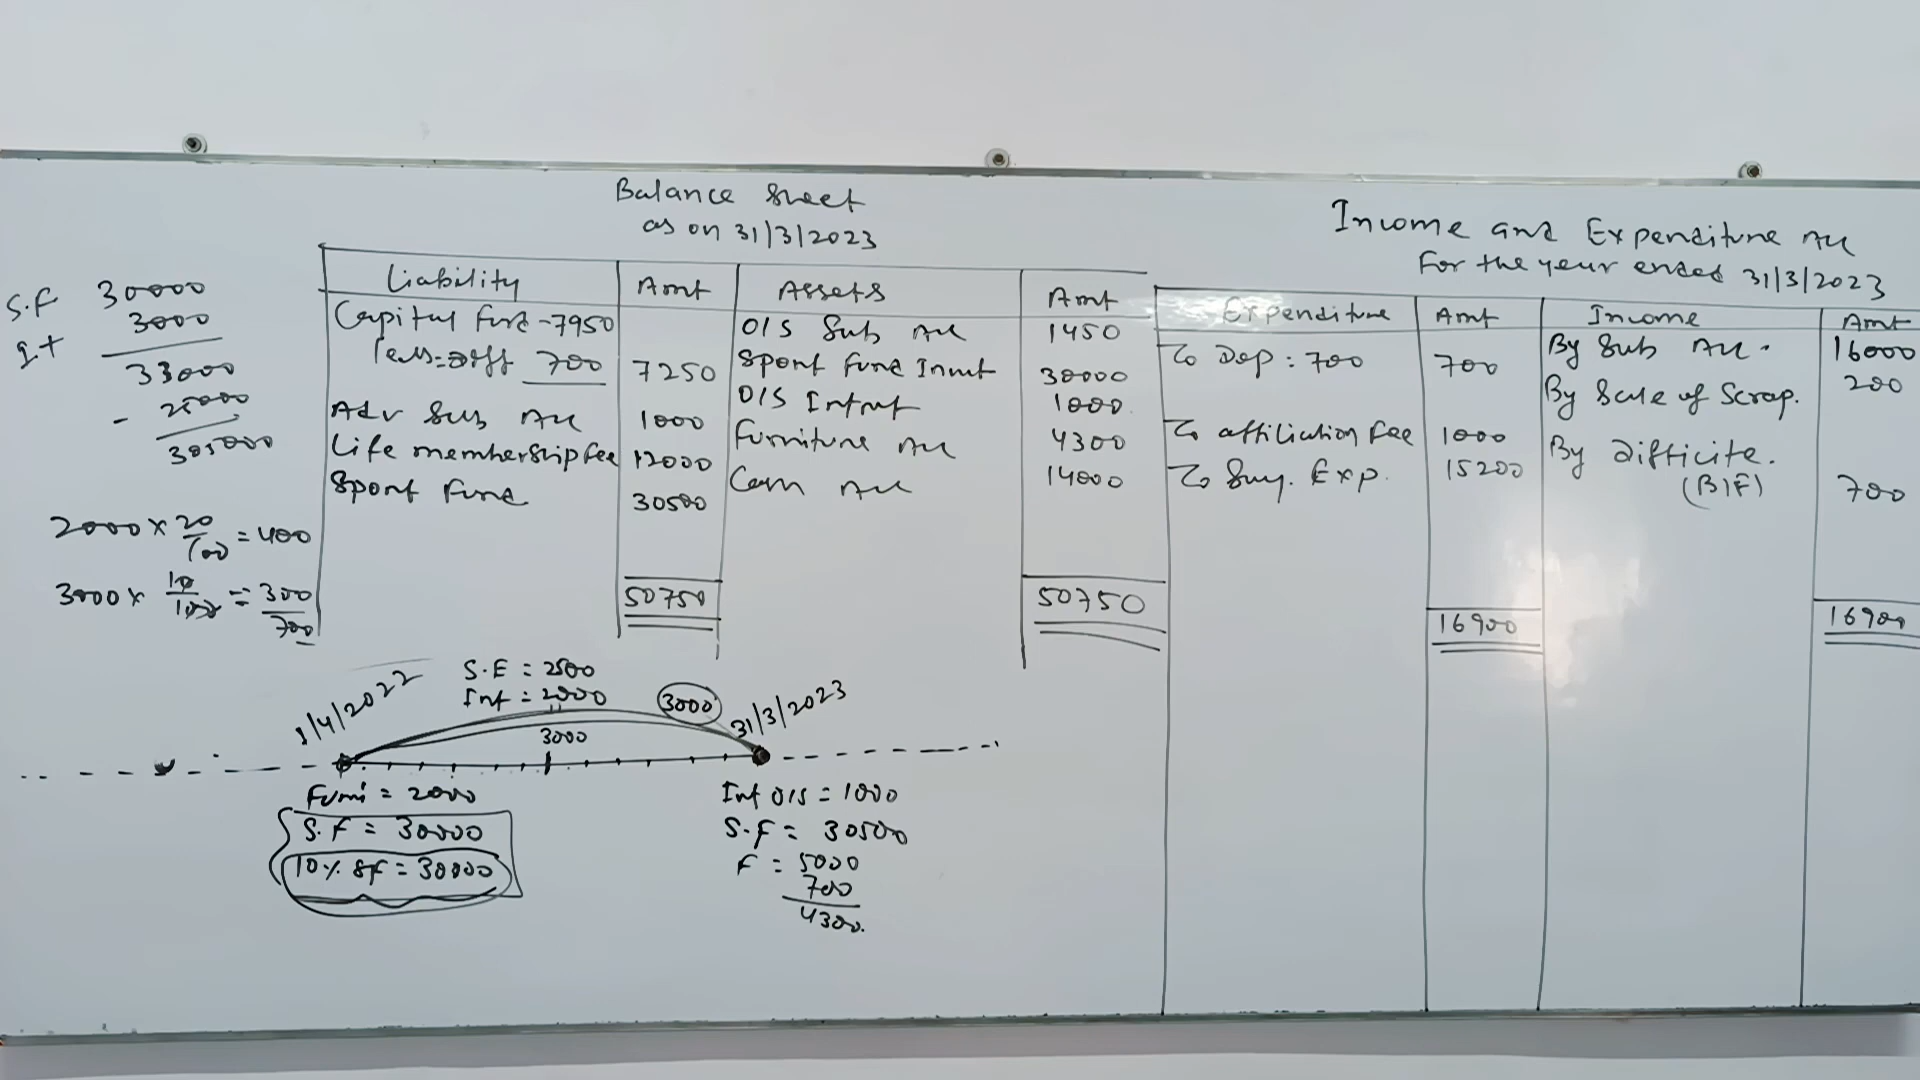 Balance Sheet
as on 31/3/2023
Liability Amt Assets Amt
Capital Fund - 7950 O/S Sub A/c 1450
less = Diff 700 7250 Sport Fund Invnt 30000
O/S Intrst 1000
Adv Sub A/c 1000 Furniture A/c 4300
Life membership fee 12000 Cash A/c 14000
Sport Fund 30500
50750 50750
Income and Expenditure A/c
For the year ended 31/3/2023
Expenditure Amt Income Amt
To Dep : 700 700 By Sub A/c. 16000
By Sale of Scrap. 200
To affiliation fee 1000 By Difficite. 700
To Suy. Exp. 15200 (B/F)
16900 16900
S.F 30000
3000
33000
- 25000
305000
2000 x 20/100 = 400
3000 x 10/100 = 300
700
S.E = 2500
Int = 2000
3000
1/4/2022 3000 31/3/2023
Furni = 2000
S.F = 30000
10% SF = 30000
Int O/S = 1000
S.F = 30500
F = 5000
700
4300.